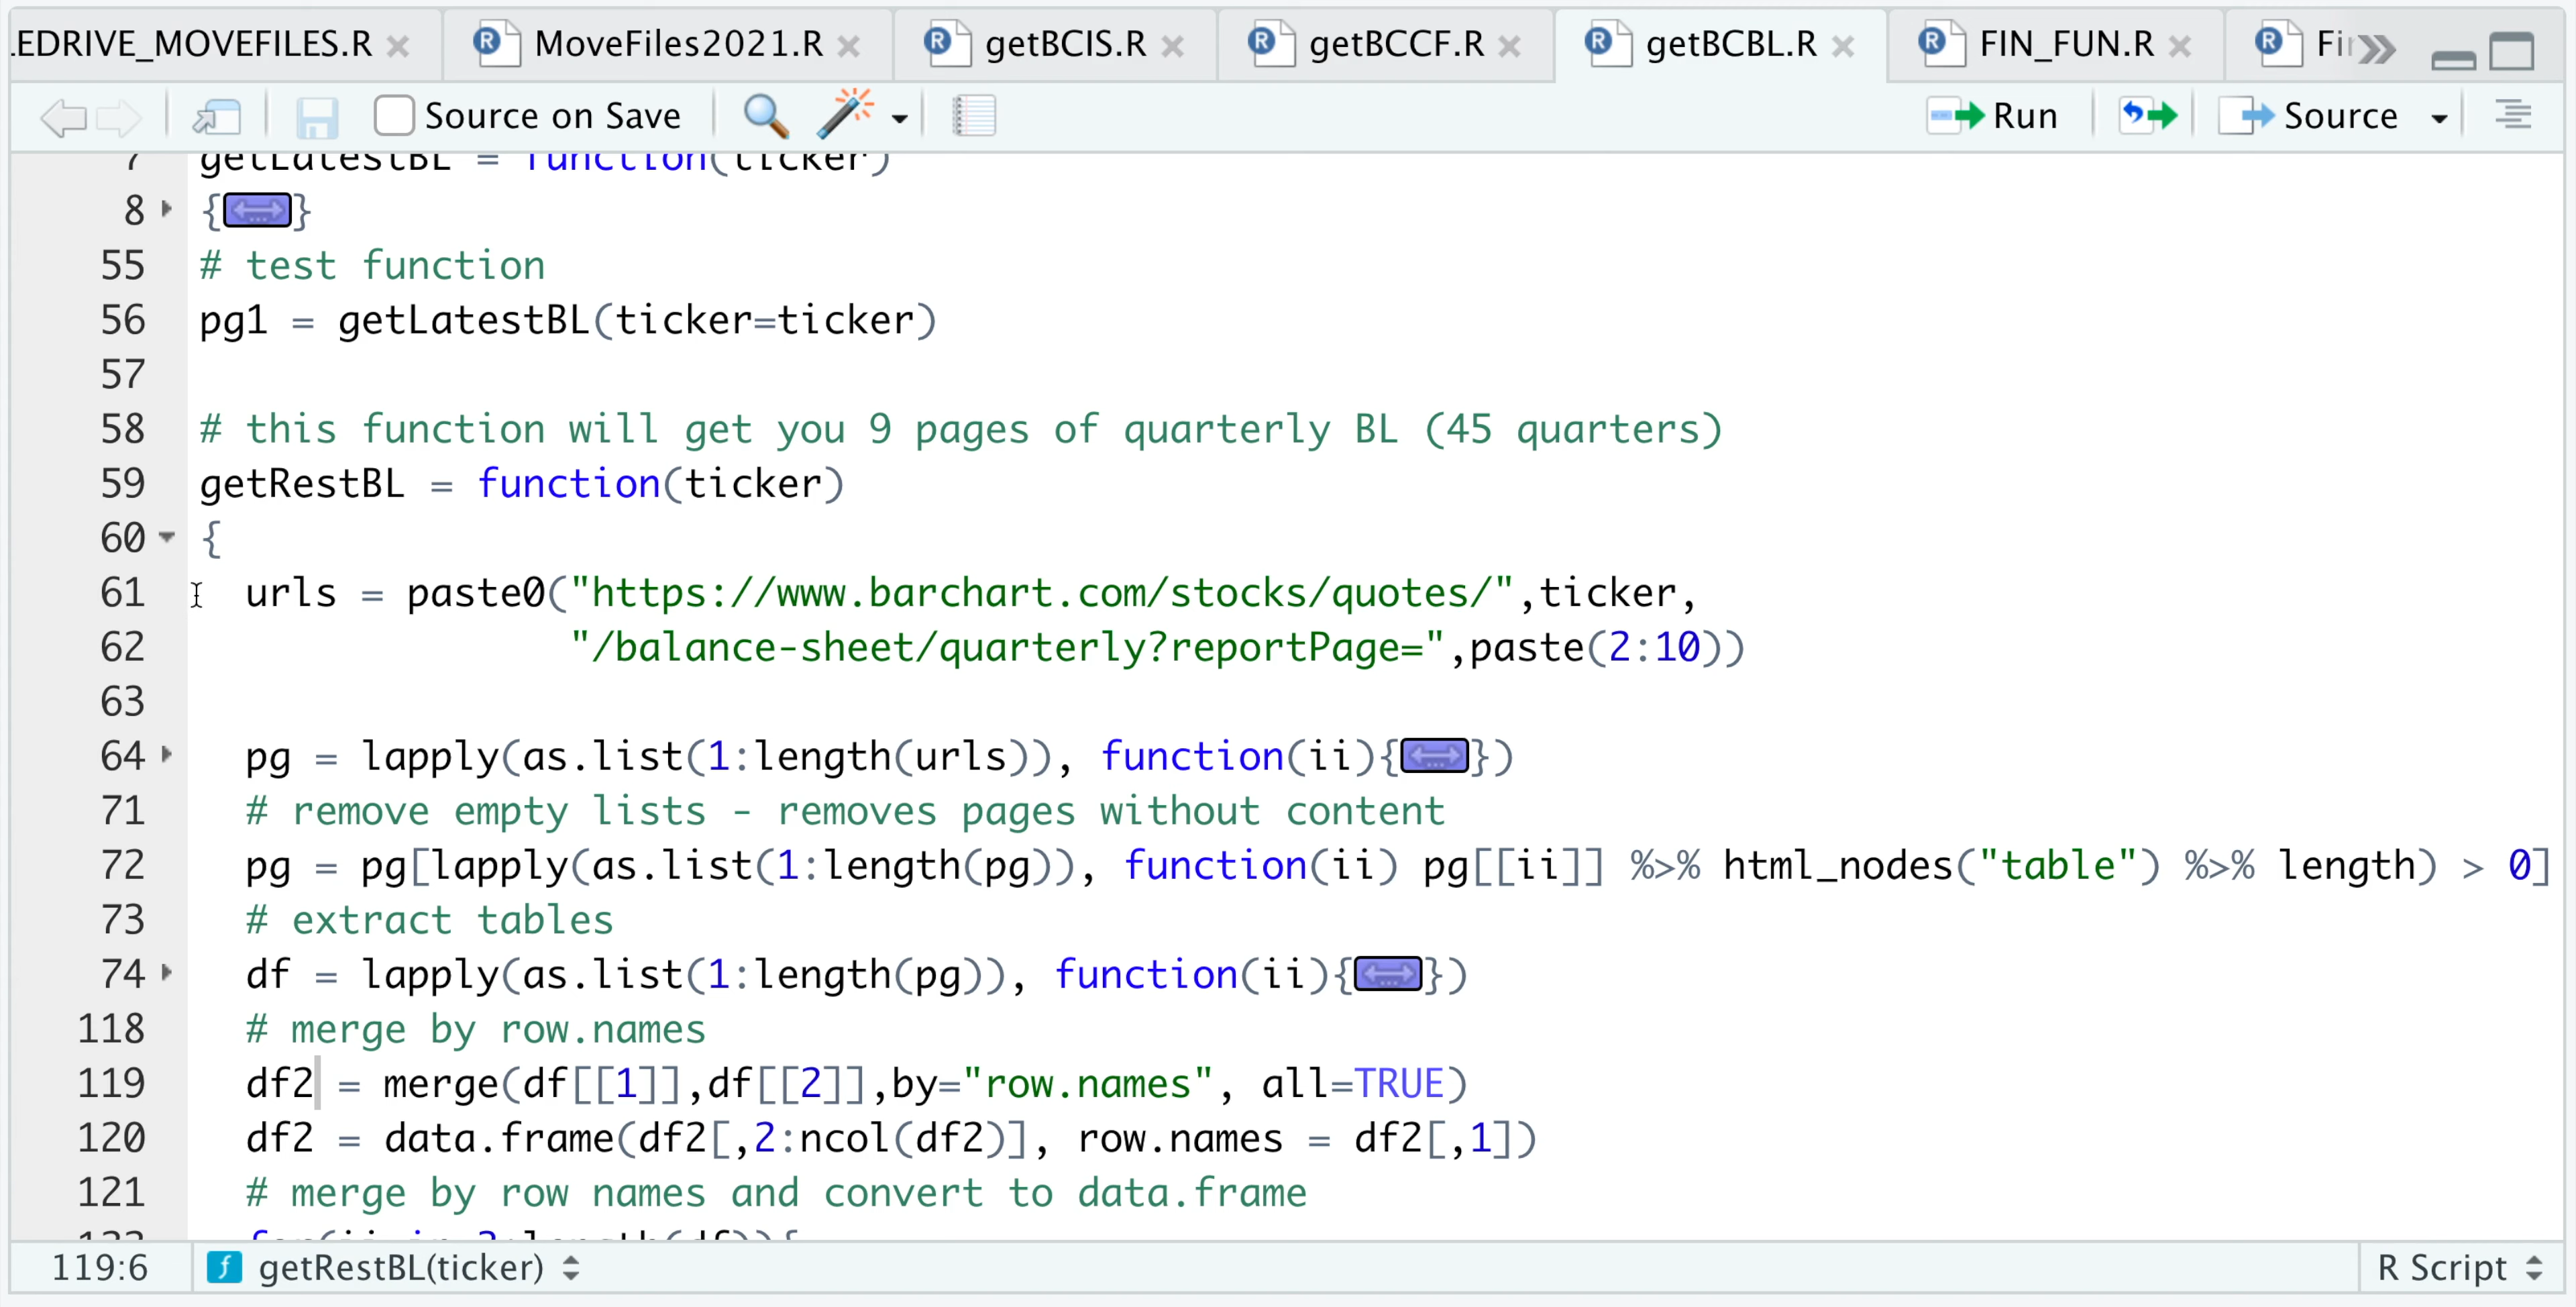 .EDRIVE_MOVEFILES.R MoveFiles2021.R getBCIS.R getBCCF.R getBCBL.R FIN_FUN.R
Source on Save Run Source
7 getLatestBL = function(ticker)
8 {}
55 # test function
56 pg1 = getLatestBL(ticker=ticker)
57
58 # this function will get you 9 pages of quarterly BL (45 quarters)
59 getRestBL = function(ticker)
60 {
61 urls = paste0("https://www.barchart.com/stocks/quotes/",ticker,
62 "/balance-sheet/quarterly?reportPage=",paste(2:10))
63
64 pg = lapply(as.list(1:length(urls)), function(ii){})
71 # remove empty lists - removes pages without content
72 pg = pg[lapply(as.list(1:length(pg)), function(ii) pg[[ii]] %>% html_nodes("table") %>% length) > 0]
73 # extract tables
74 df = lapply(as.list(1:length(pg)), function(ii){})
118 # merge by row.names
119 df2 = merge(df[[1]],df[[2]],by="row.names", all=TRUE)
120 df2 = data.frame(df2[,2:ncol(df2)], row.names = df2[,1])
121 # merge by row names and convert to data.frame
119:6 getRestBL(ticker) R Script